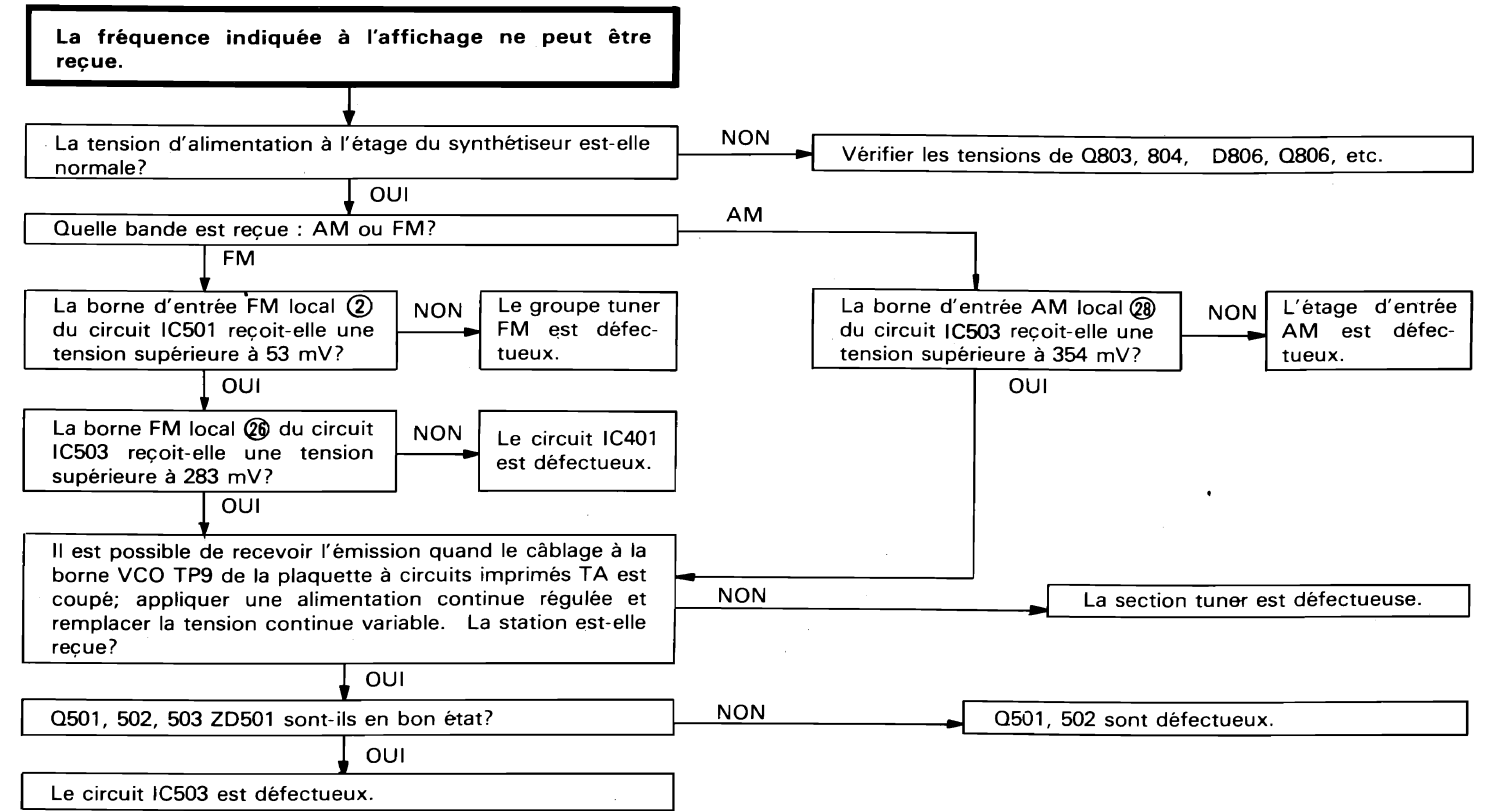 La fréquence indiquée à l'affichage ne peut être
reçue.
La tension d'alimentation à l'étage du synthétiseur est-elle
normale?
NON
Vérifier les tensions de Q803, 804, D806, Q806, etc.
OUI
Quelle bande est reçue : AM ou FM?
AM
FM
La borne d'entrée FM local ②
du circuit IC501 reçoit-elle une
tension supérieure à 53 mV?
NON
Le groupe tuner
FM est défec-
tueux.
La borne d'entrée AM local ㉘
du circuit IC503 reçoit-elle une
tension supérieure à 354 mV?
NON
L'étage d'entrée
AM est défec-
tueux.
OUI
OUI
La borne FM local ㉖ du circuit
IC503 reçoit-elle une tension
supérieure à 283 mV?
NON
Le circuit IC401
est défectueux.
OUI
Il est possible de recevoir l'émission quand le câblage à la
borne VCO TP9 de la plaquette à circuits imprimés TA est
coupé; appliquer une alimentation continue régulée et
remplacer la tension continue variable. La station est-elle
reçue?
NON
La section tuner est défectueuse.
OUI
Q501, 502, 503 ZD501 sont-ils en bon état?
NON
Q501, 502 sont défectueux.
OUI
Le circuit IC503 est défectueux.